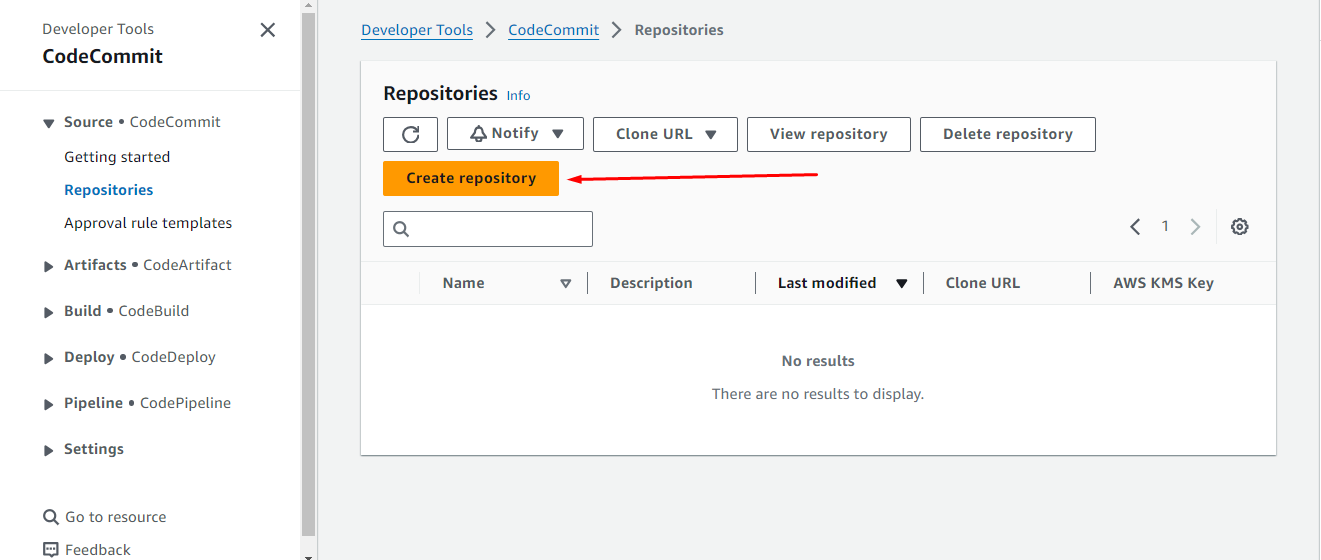 Developer Tools
CodeCommit
Source • CodeCommit
Getting started
Repositories
Approval rule templates
Artifacts • CodeArtifact
Build • CodeBuild
Deploy • CodeDeploy
Pipeline • CodePipeline
Settings
Go to resource
Feedback
Developer Tools > CodeCommit > Repositories
Repositories Info
Notify Clone URL View repository Delete repository
Create repository
1
Name Description Last modified Clone URL AWS KMS Key
No results
There are no results to display.